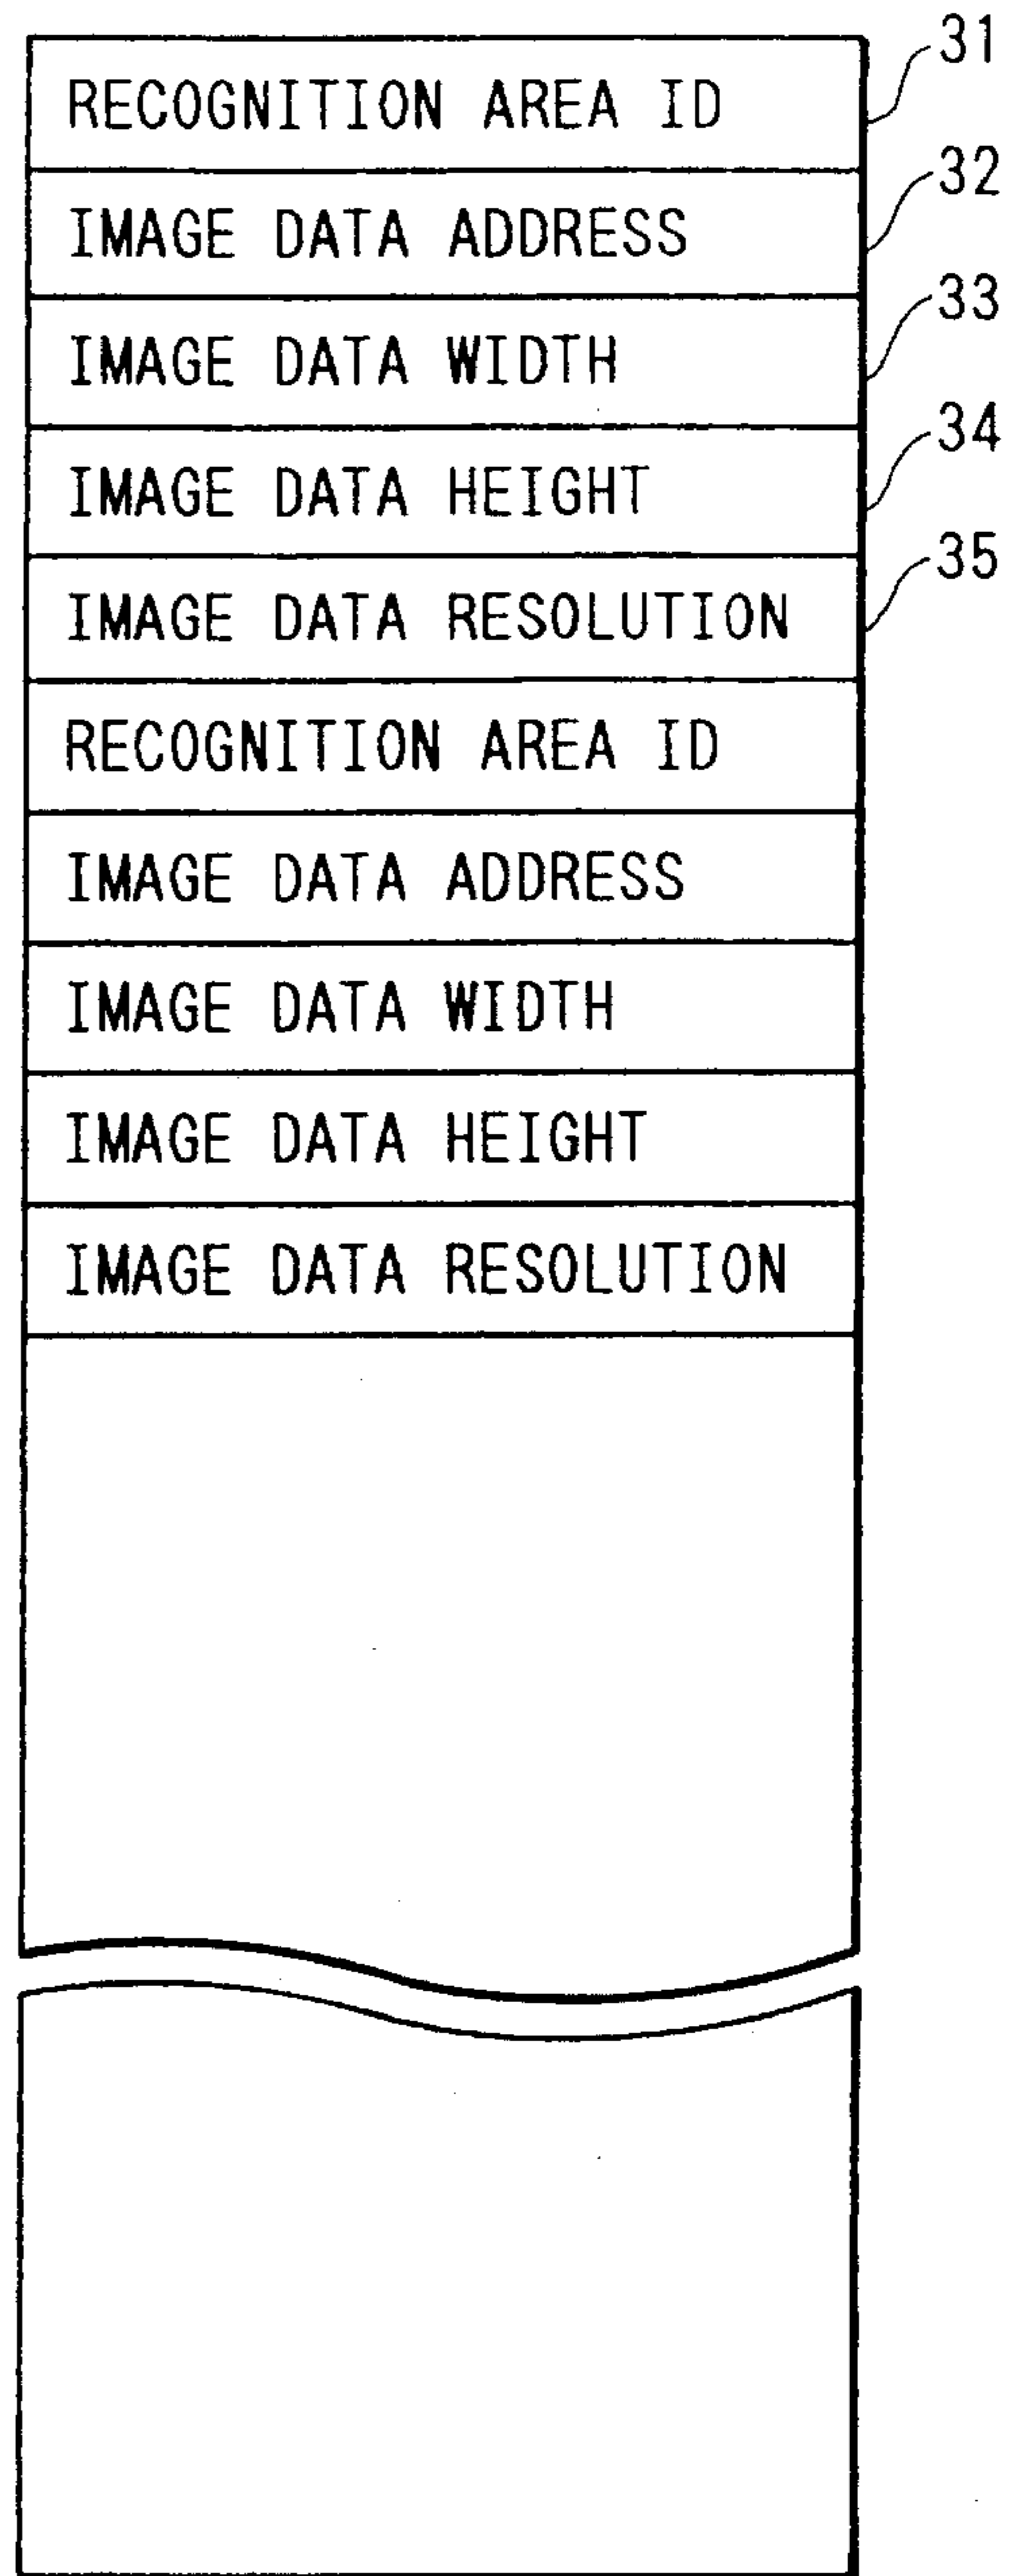 RECOGNITION AREA ID 31
IMAGE DATA ADDRESS 32
IMAGE DATA WIDTH 33
IMAGE DATA HEIGHT 34
IMAGE DATA RESOLUTION 35
RECOGNITION AREA ID
IMAGE DATA ADDRESS
IMAGE DATA WIDTH
IMAGE DATA HEIGHT
IMAGE DATA RESOLUTION